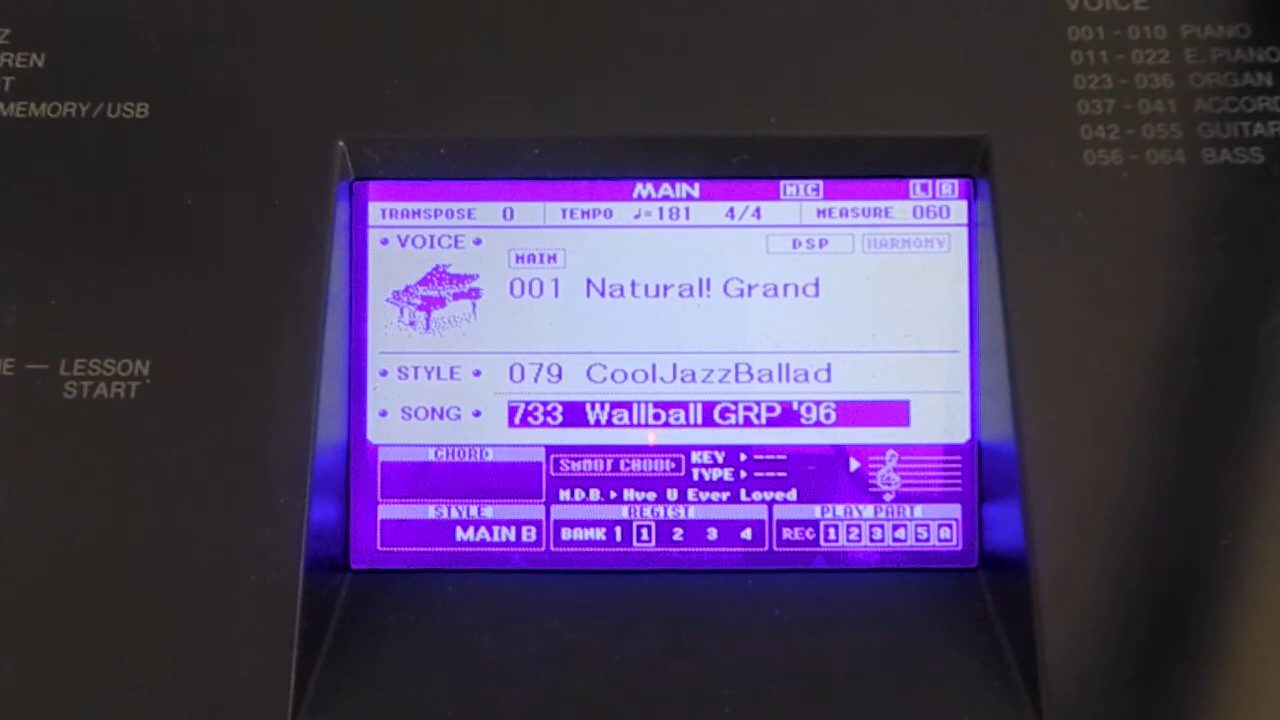 Z
REN
T
MEMORY/USB
E — LESSON
START
VOICE
001 - 010 PIANO
011 - 022 E. PIANO
023 - 036 ORGAN
037 - 041 ACCORD
042 - 055 GUITAR
056 - 064 BASS
MAIN MIC L R
TRANSPOSE 0 TEMPO ♩=181 4/4 MEASURE 060
• VOICE • DSP HARMONY
MAIN
001 Natural! Grand
• STYLE • 079 CoolJazzBallad
• SONG • 733 Wallball GRP '96
CHORD
KEY ▸ ---
TYPE ▸ ---
M.D.B. ▸ Hve U Ever Loved
STYLE REGIST PLAY PART
MAIN B BANK 1 1 2 3 4 REC 1 2 3 4 5 A